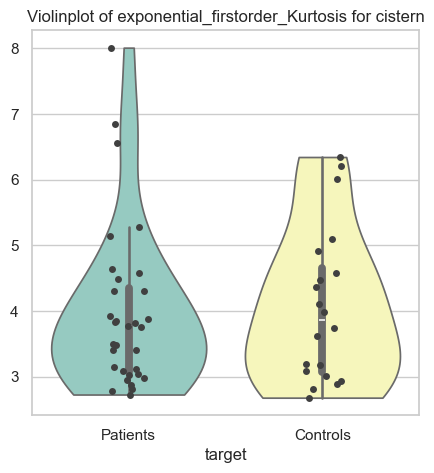 Violinplot of exponential_firstorder_Kurtosis for cistern
8
7
6
5
4
3
Patients
Controls
target